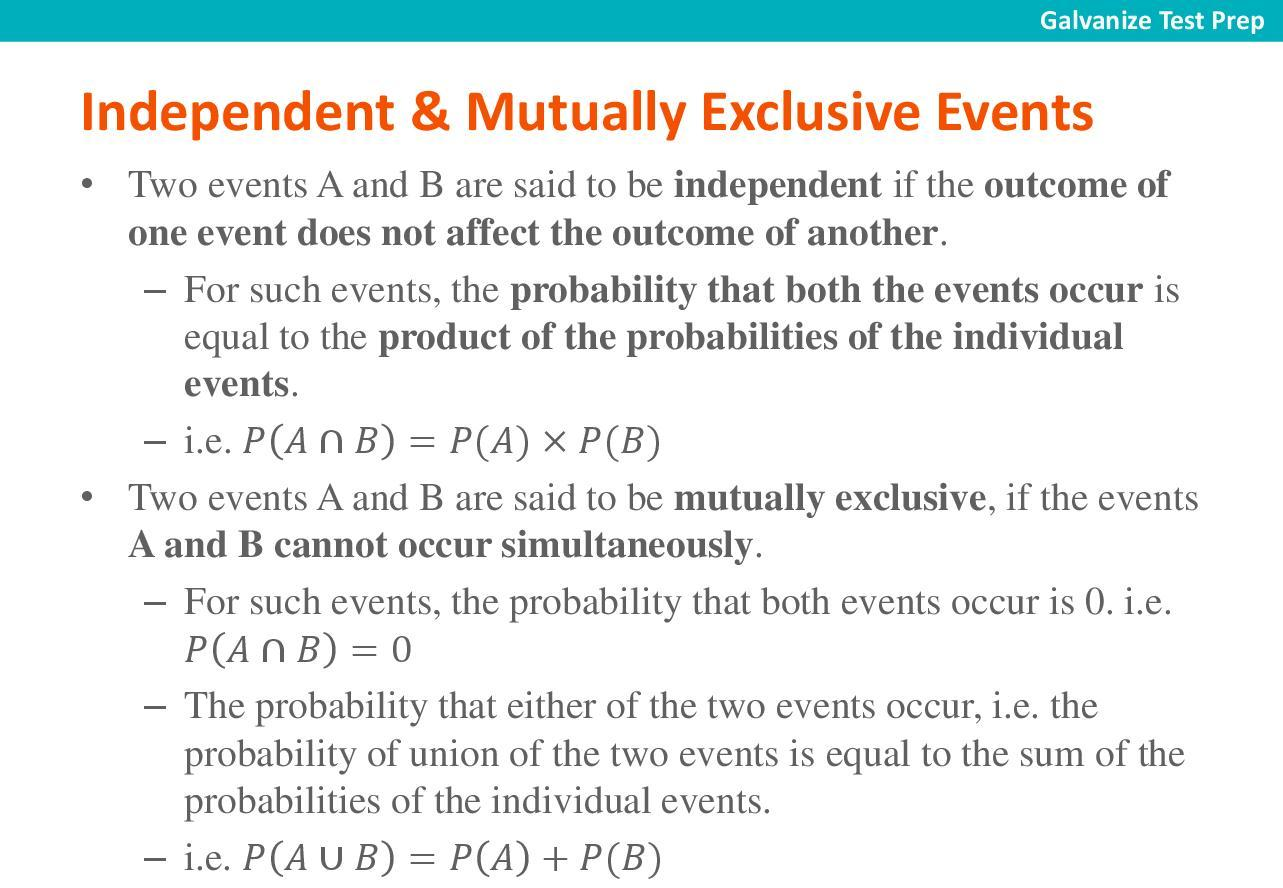 Galvanize Test Prep
Independent & Mutually Exclusive Events
• Two events A and B are said to be independent if the outcome of
one event does not affect the outcome of another.
– For such events, the probability that both the events occur is
equal to the product of the probabilities of the individual
events.
– i.e. P(A ∩ B) = P(A) × P(B)
• Two events A and B are said to be mutually exclusive, if the events
A and B cannot occur simultaneously.
– For such events, the probability that both events occur is 0. i.e.
P(A ∩ B) = 0
– The probability that either of the two events occur, i.e. the
probability of union of the two events is equal to the sum of the
probabilities of the individual events.
– i.e. P(A ∪ B) = P(A) + P(B)